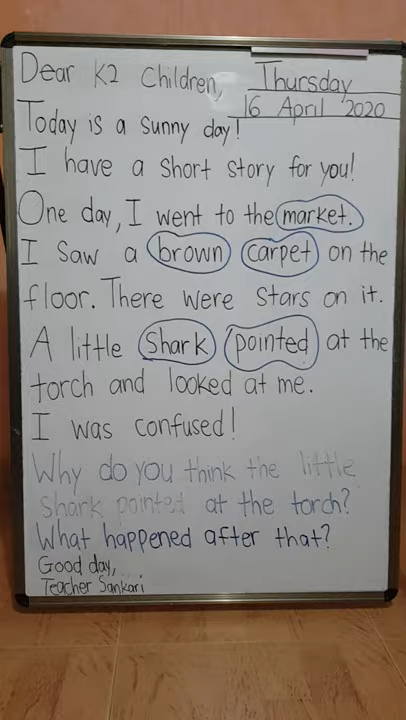 Dear K2 Children,
Thursday
16 April 2020
Today is a sunny day!
I have a short story for you!
One day, I went to the market.
I saw a brown carpet on the
floor. There were stars on it.
A little shark pointed at the
torch and looked at me.
I was confused!
Why do you think the little
shark pointed at the torch?
What happened after that?
Good day,...
Teacher Sankari